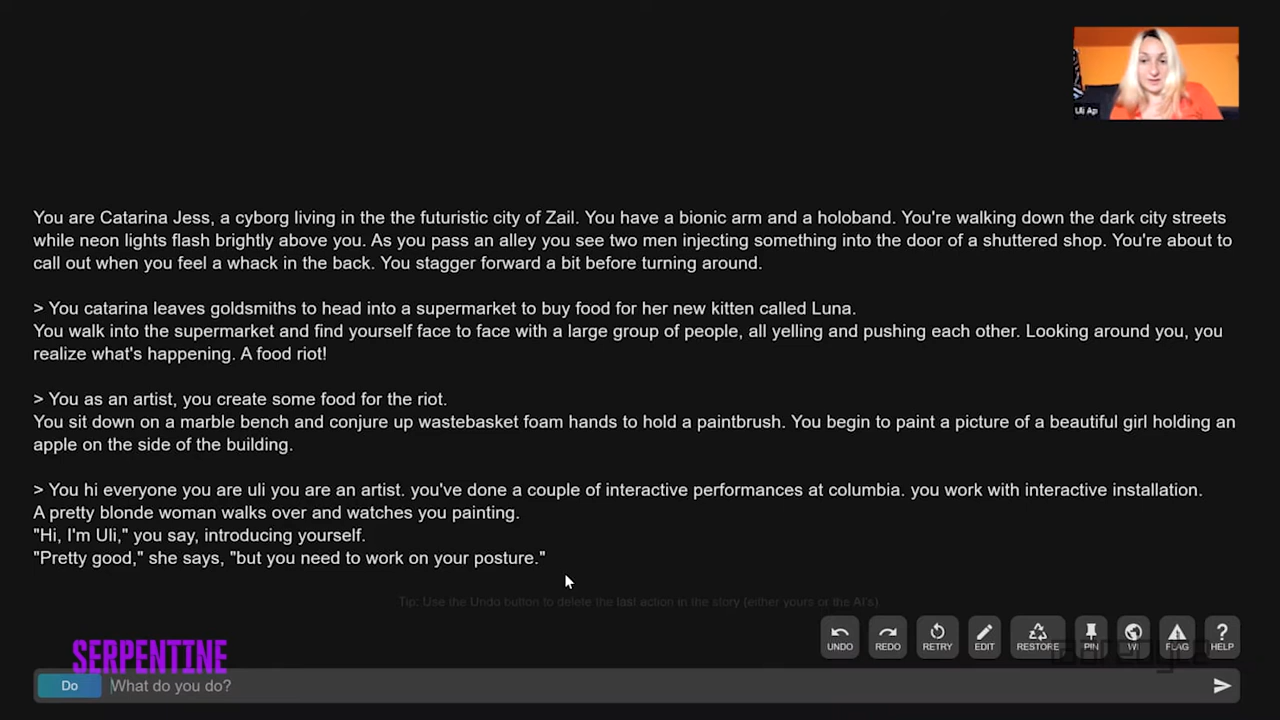 Uli Ap
You are Catarina Jess, a cyborg living in the the futuristic city of Zail. You have a bionic arm and a holoband. You're walking down the dark city streets
while neon lights flash brightly above you. As you pass an alley you see two men injecting something into the door of a shuttered shop. You're about to
call out when you feel a whack in the back. You stagger forward a bit before turning around.
> You catarina leaves goldsmiths to head into a supermarket to buy food for her new kitten called Luna.
You walk into the supermarket and find yourself face to face with a large group of people, all yelling and pushing each other. Looking around you, you
realize what's happening. A food riot!
> You as an artist, you create some food for the riot.
You sit down on a marble bench and conjure up wastebasket foam hands to hold a paintbrush. You begin to paint a picture of a beautiful girl holding an
apple on the side of the building.
> You hi everyone you are uli you are an artist. you've done a couple of interactive performances at columbia. you work with interactive installation.
A pretty blonde woman walks over and watches you painting.
"Hi, I'm Uli," you say, introducing yourself.
"Pretty good," she says, "but you need to work on your posture."
Tip: Use the Undo button to delete the last action in the story (either yours or the AI's).
UNDO REDO RETRY EDIT RESTORE PIN WI FLAG HELP
SERPENTINE
Do What do you do?